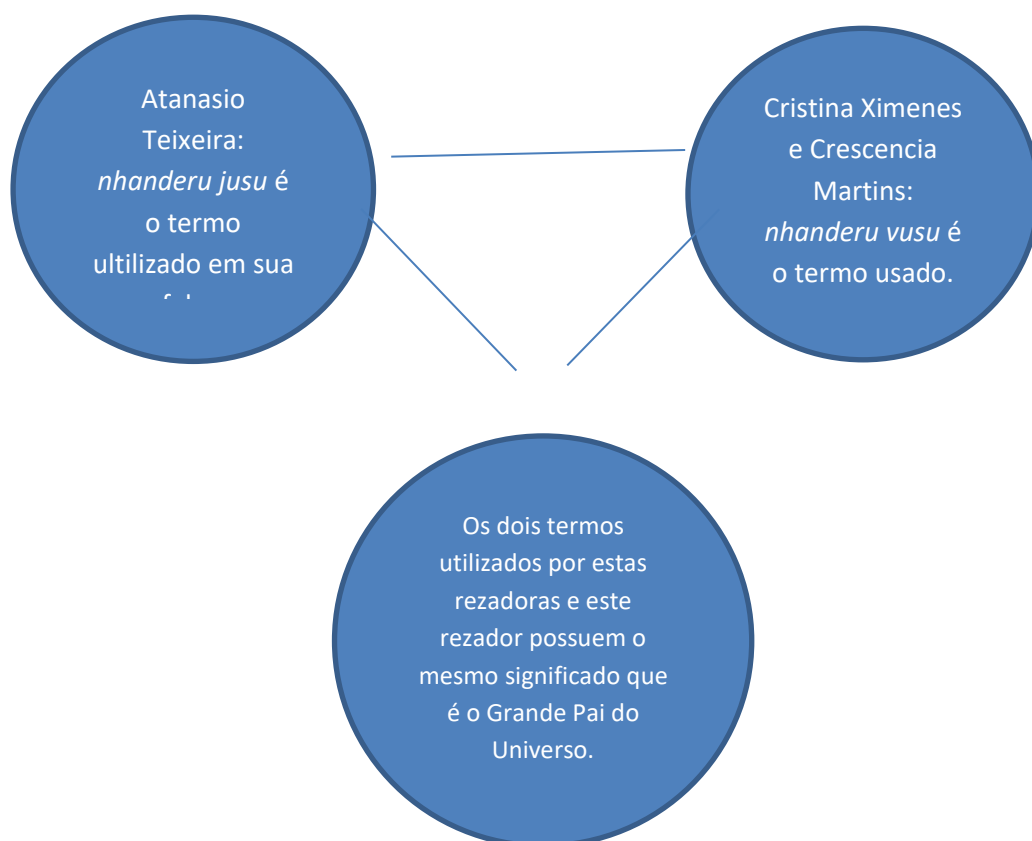 Atanasio
Teixeira:
nhanderu jusu é
o termo
ultilizado em sua
Cristina Ximenes
e Crescencia
Martins:
nhanderu vusu é
o termo usado.
Os dois termos
utilizados por estas
rezadoras e este
rezador possuem o
mesmo significado que
é o Grande Pai do
Universo.